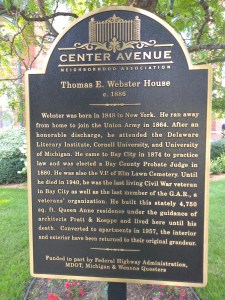 CENTER AVENUE
NEIGHBORHOOD ASSOCIATION
Thomas E. Webster House
c. 1886
Webster was born in 1848 in New York. He ran away
from home to join the Union Army in 1864. After an
honorable discharge, he attended the Delaware
Literary Institute, Cornell University, and University
of Michigan. He came to Bay City in 1874 to practice
law and was elected a Bay County Probate Judge in
1880. He was also the V.P. of Elm Lawn Cemetery. Until
he died in 1940, he was the last living Civil War veteran
in Bay City as well as the last member of the G.A.R., a
veterans' organization. He built this stately 4,750
sq. ft. Queen Anne residence under the guidance of
architects Pratt & Koeppe and lived here until his
death. Converted to apartments in 1957, the interior
and exterior have been returned to their original grandeur.
Funded in part by Federal Highway Administration,
MDOT, Michigan & Wenona Questers